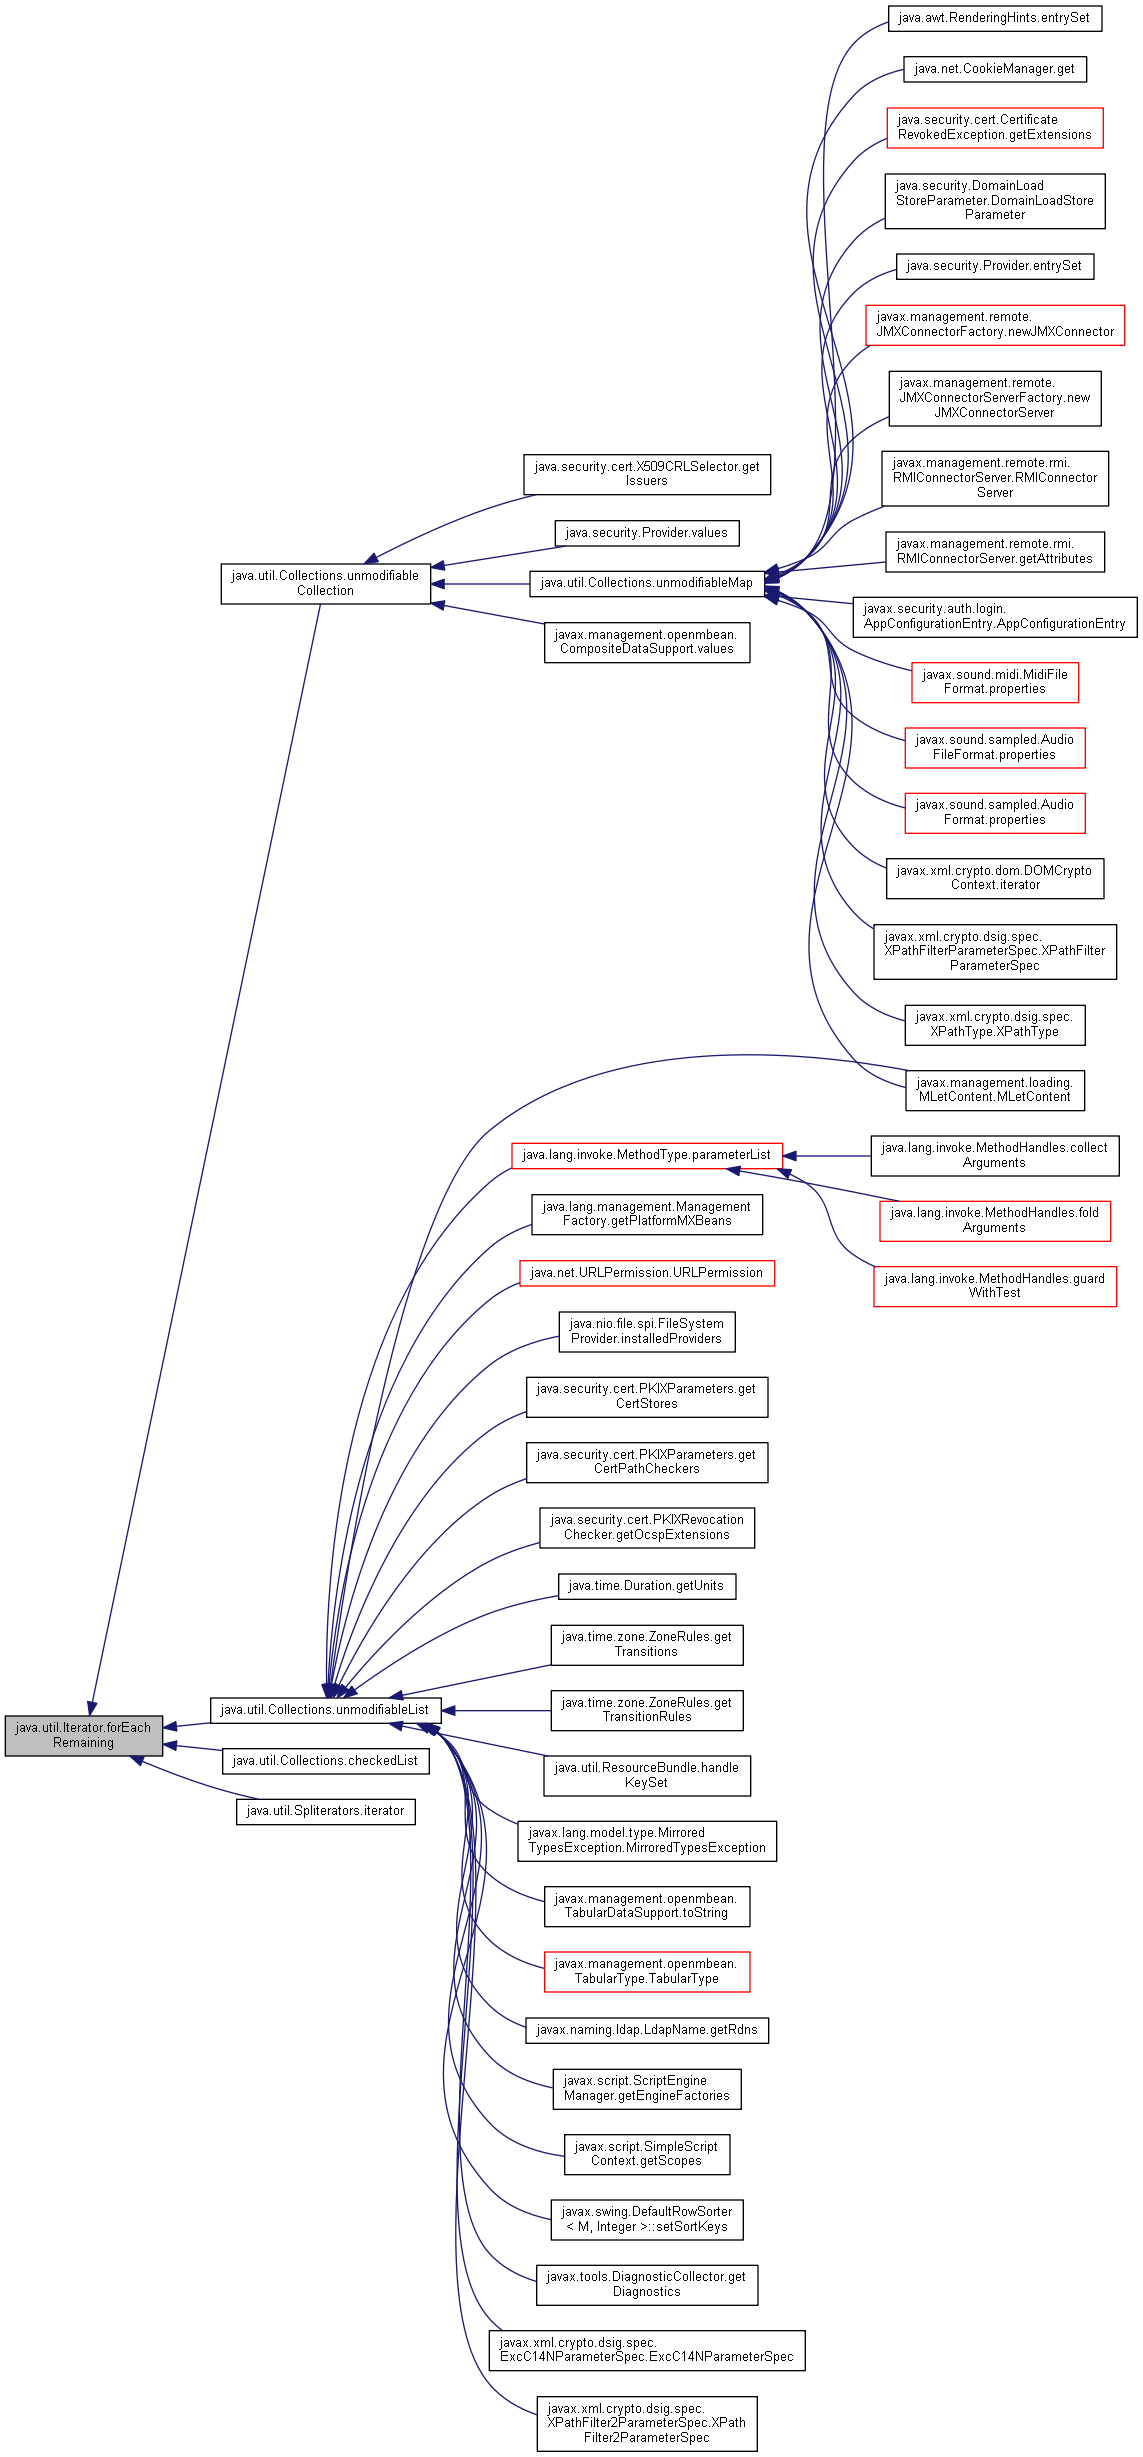 java.awt.RenderingHints.entrySet
java.net.CookieManager.get
java.security.cert.Certificate
RevokedException.getExtensions
java.security.DomainLoad
StoreParameter.DomainLoadStore
Parameter
java.security.Provider.entrySet
javax.management.remote.
JMXConnectorFactory.newJMXConnector
javax.management.remote.
JMXConnectorServerFactory.new
JMXConnectorServer
java.security.cert.X509CRLSelector.get
Issuers
javax.management.remote.rmi.
RMIConnectorServer.RMIConnector
Server
java.security.Provider.values
javax.management.remote.rmi.
RMIConnectorServer.getAttributes
java.util.Collections.unmodifiable
Collection
java.util.Collections.unmodifiableMap
javax.security.auth.login.
AppConfigurationEntry.AppConfigurationEntry
javax.management.openmbean.
CompositeDataSupport.values
javax.sound.midi.MidiFile
Format.properties
javax.sound.sampled.Audio
FileFormat.properties
javax.sound.sampled.Audio
Format.properties
javax.xml.crypto.dom.DOMCrypto
Context.iterator
javax.xml.crypto.dsig.spec.
XPathFilterParameterSpec.XPathFilter
ParameterSpec
javax.xml.crypto.dsig.spec.
XPathType.XPathType
javax.management.loading.
MLetContent.MLetContent
java.lang.invoke.MethodType.parameterList
java.lang.invoke.MethodHandles.collect
Arguments
java.lang.management.Management
Factory.getPlatformMXBeans
java.lang.invoke.MethodHandles.fold
Arguments
java.net.URLPermission.URLPermission
java.lang.invoke.MethodHandles.guard
WithTest
java.nio.file.spi.FileSystem
Provider.installedProviders
java.security.cert.PKIXParameters.get
CertStores
java.security.cert.PKIXParameters.get
CertPathCheckers
java.security.cert.PKIXRevocation
Checker.getOcspExtensions
java.time.Duration.getUnits
java.time.zone.ZoneRules.get
Transitions
java.util.Collections.unmodifiableList
java.time.zone.ZoneRules.get
TransitionRules
java.util.Iterator.forEach
Remaining
java.util.Collections.checkedList
java.util.ResourceBundle.handle
KeySet
java.util.Spliterators.iterator
javax.lang.model.type.Mirrored
TypesException.MirroredTypesException
javax.management.openmbean.
TabularDataSupport.toString
javax.management.openmbean.
TabularType.TabularType
javax.naming.ldap.LdapName.getRdns
javax.script.ScriptEngine
Manager.getEngineFactories
javax.script.SimpleScript
Context.getScopes
javax.swing.DefaultRowSorter
< M, Integer >::setSortKeys
javax.tools.DiagnosticCollector.get
Diagnostics
javax.xml.crypto.dsig.spec.
ExcC14NParameterSpec.ExcC14NParameterSpec
javax.xml.crypto.dsig.spec.
XPathFilter2ParameterSpec.XPath
Filter2ParameterSpec